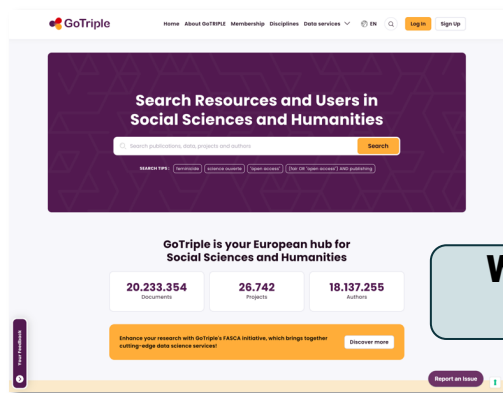 GoTriple
Home About GoTRIPLE Membership Disciplines Data services EN Log In Sign Up
Search Resources and Users in
Social Sciences and Humanities
Search publications, data, projects and authors Search
SEARCH TIPS: feminicide science ouverte "open access" (fair OR "open access") AND publishing
GoTriple is your European hub for
Social Sciences and Humanities
20.233.354 26.742 18.137.255
Documents Projects Authors
Enhance your research with GoTriple's FASCA initiative, which brings together
cutting-edge data science services!
Discover more
Your Feedback
W
Report an Issue